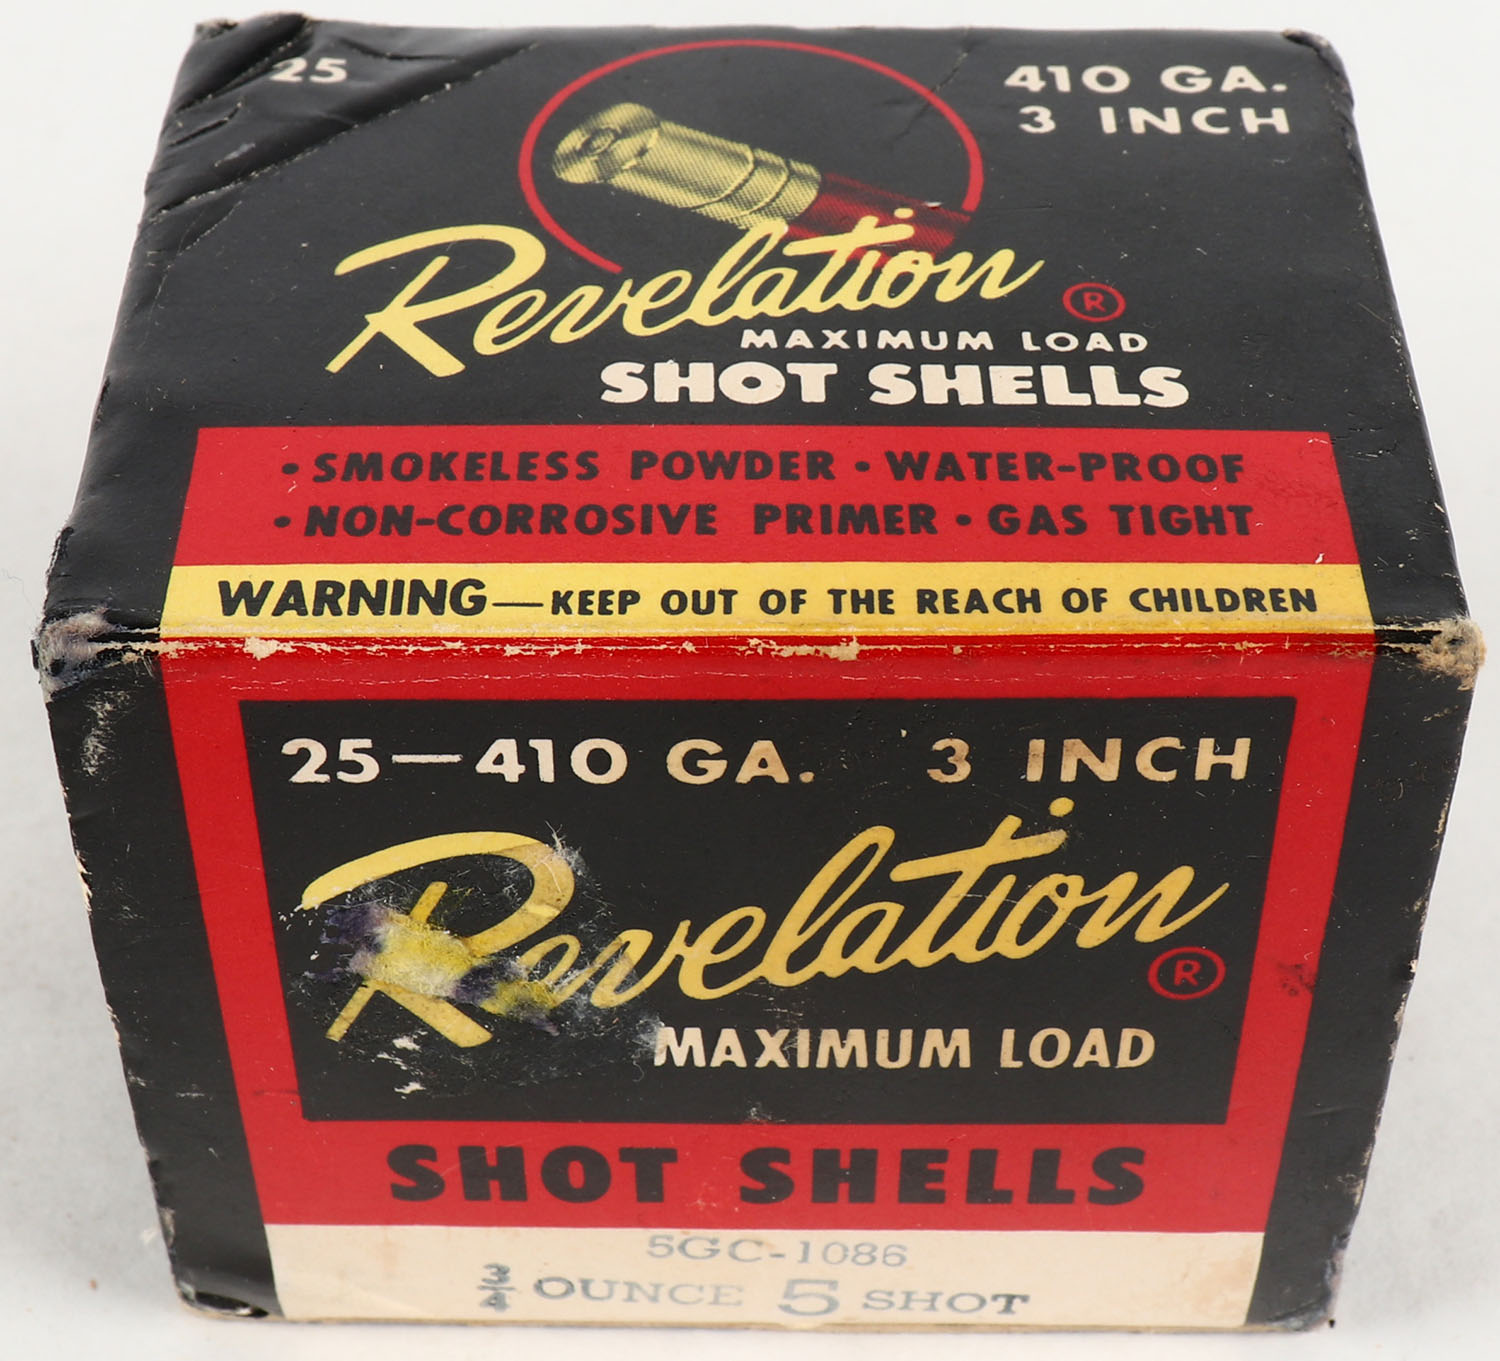 25
410 GA.
3 INCH
Revelation ®
MAXIMUM LOAD
SHOT SHELLS
• SMOKELESS POWDER • WATER-PROOF
• NON-CORROSIVE PRIMER • GAS TIGHT
WARNING—KEEP OUT OF THE REACH OF CHILDREN
25—410 GA. 3 INCH
Revelation ®
MAXIMUM LOAD
SHOT SHELLS
5GC-1086
3/4 OUNCE 5 SHOT